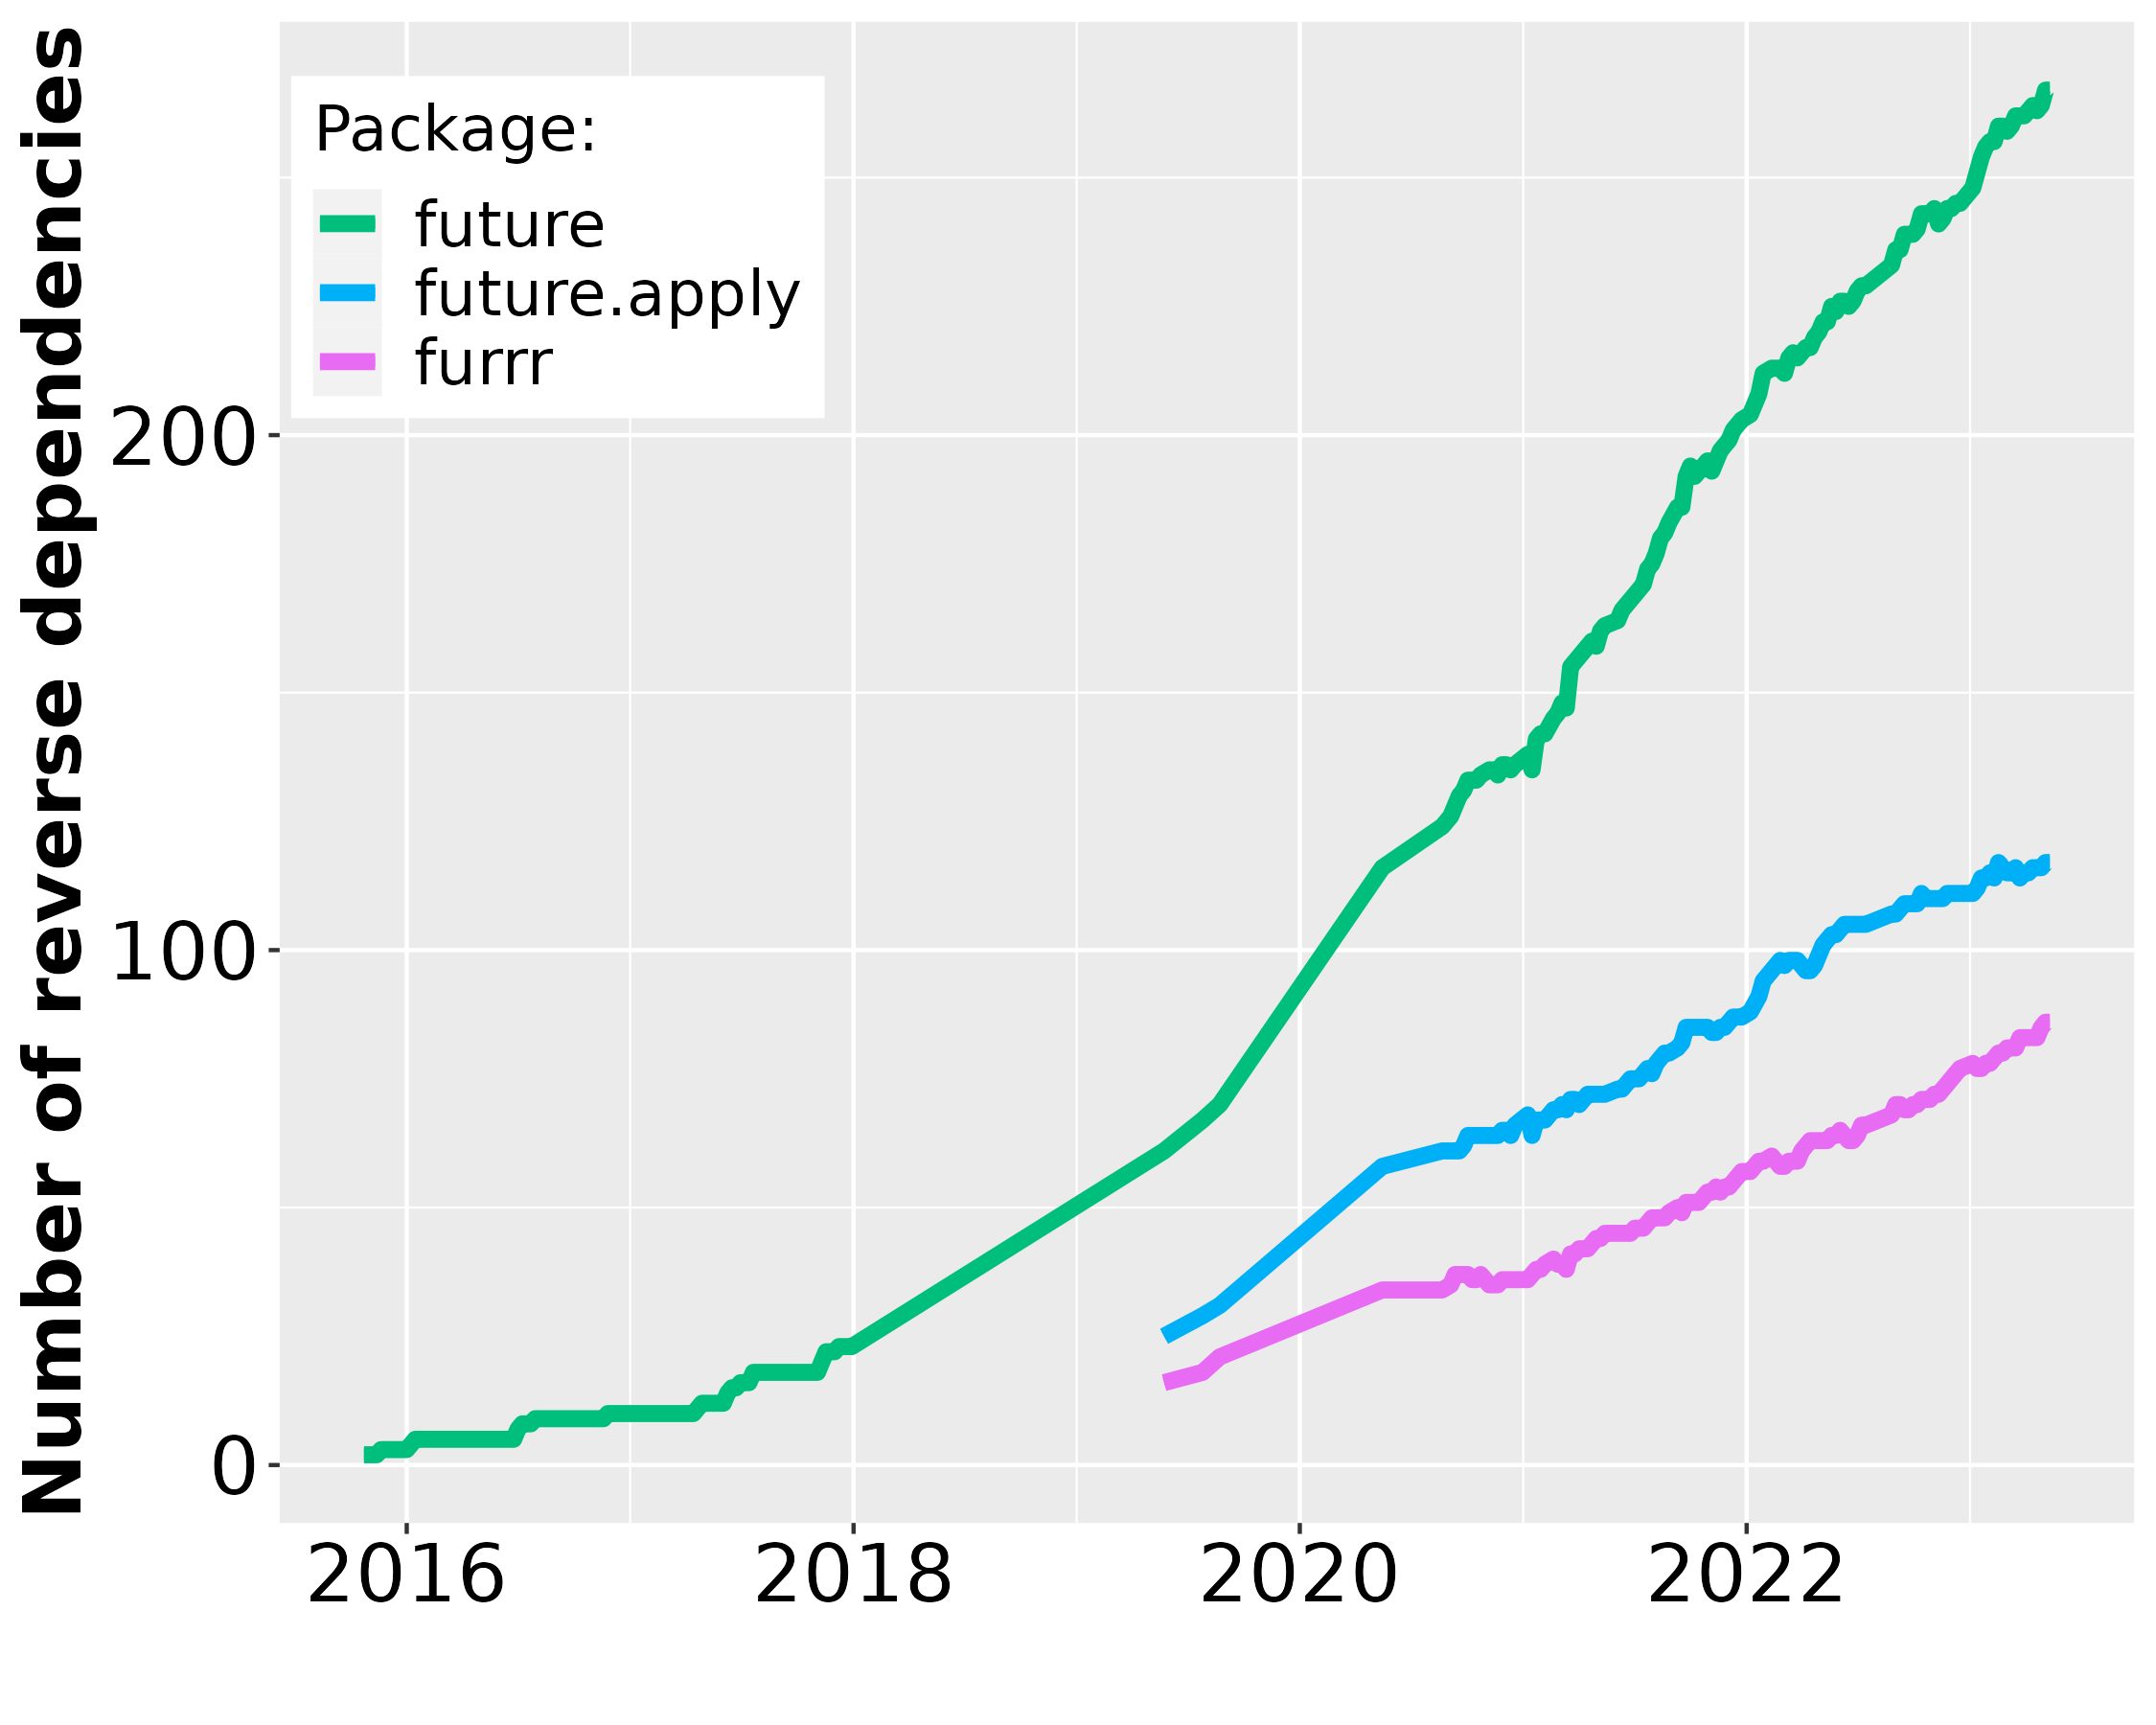 Number of reverse dependencies
Package:
future
future.apply
furrr
200
100
0
2016 2018 2020 2022